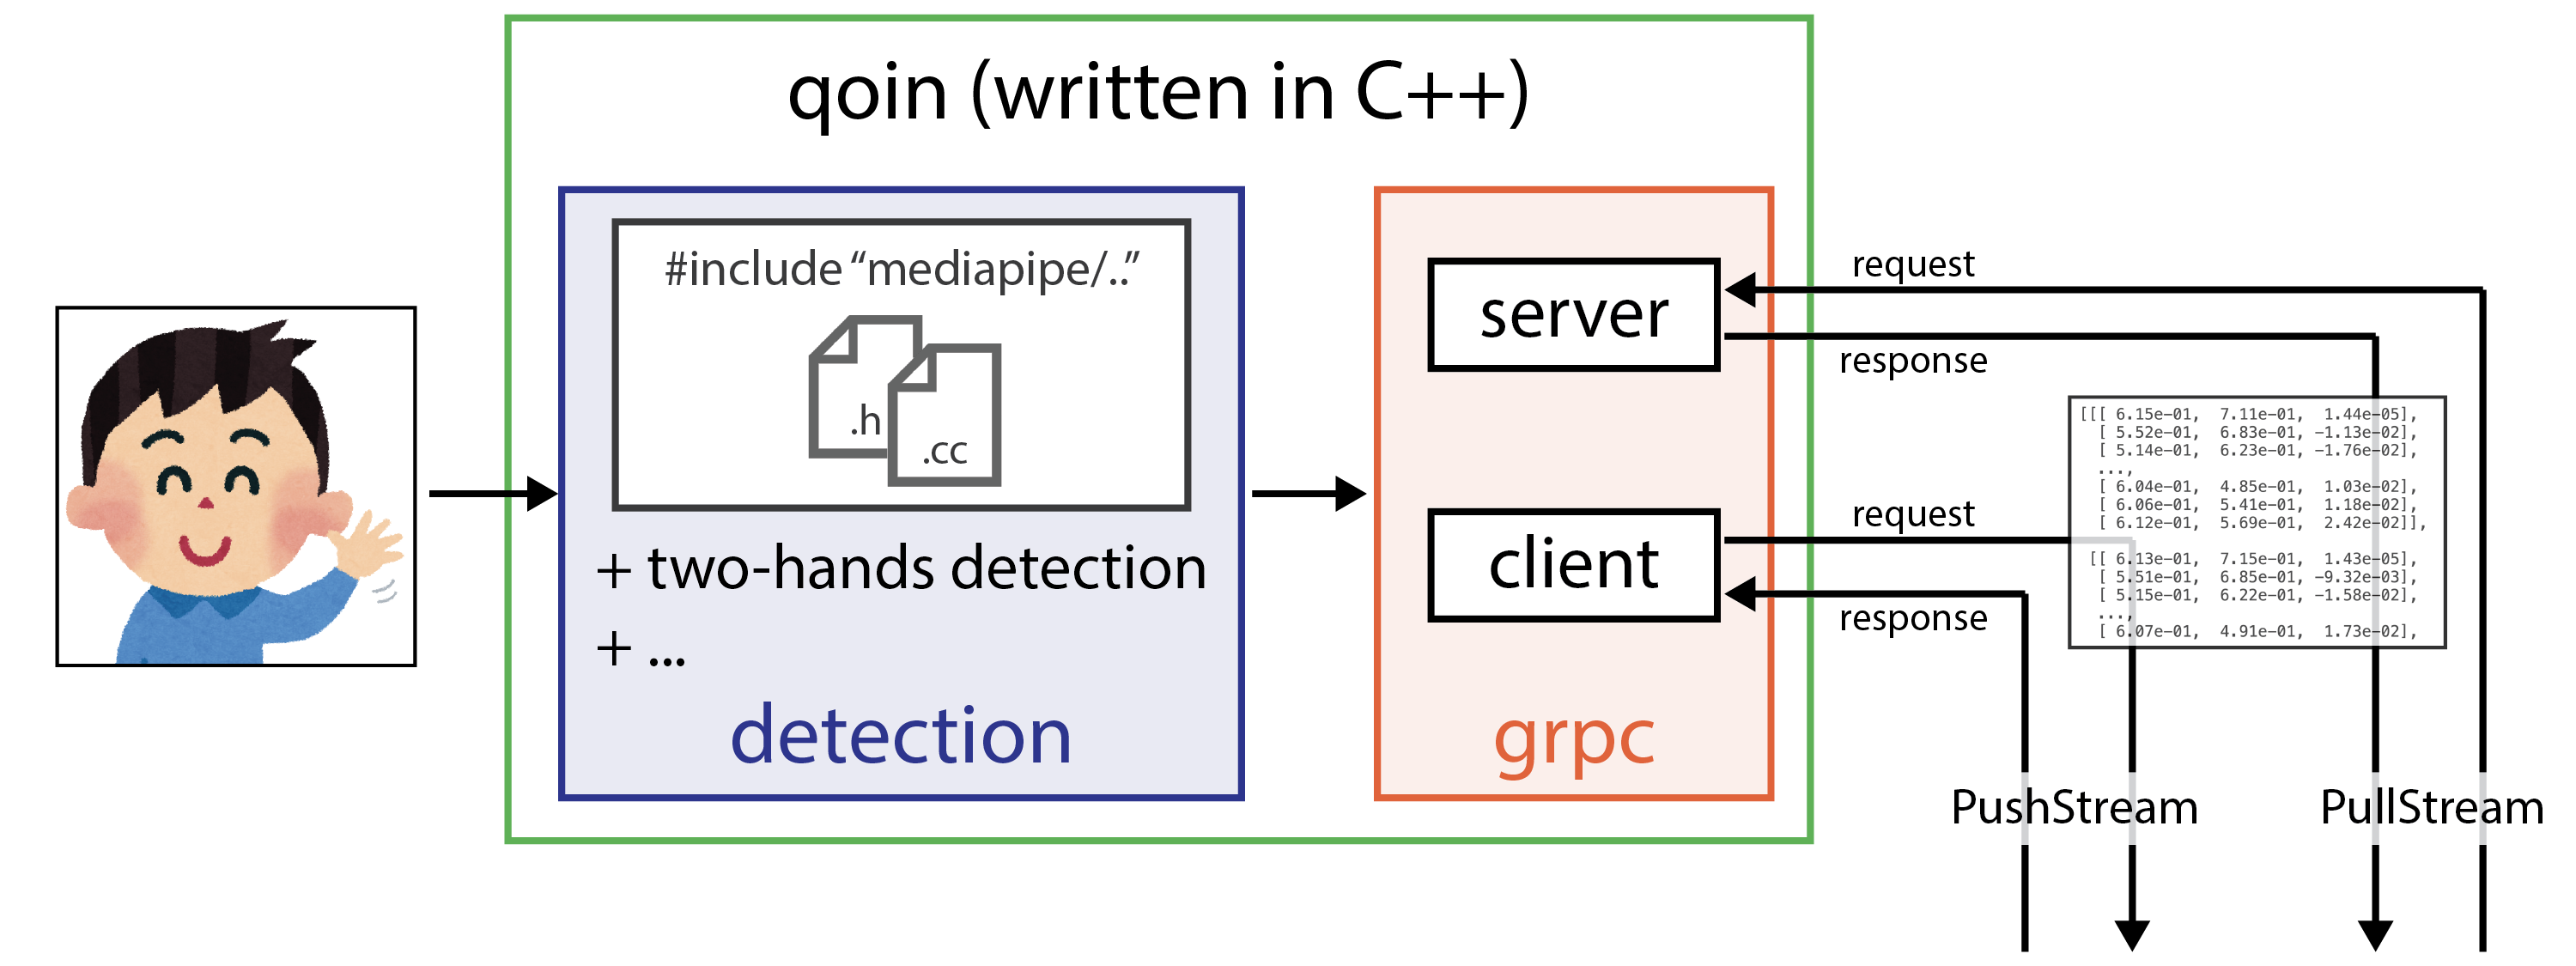 qoin (written in C++)
#include “mediapipe/..”
.h
.cc
+ two-hands detection
+ ...
detection
server
client
grpc
request
response
request
response
[[[ 6.15e-01, 7.11e-01, 1.44e-05],
[ 5.52e-01, 6.83e-01, -1.13e-02],
[ 5.14e-01, 6.23e-01, -1.76e-02],
...,
[ 6.04e-01, 4.85e-01, 1.03e-02],
[ 6.06e-01, 5.41e-01, 1.18e-02],
[ 6.12e-01, 5.69e-01, 2.42e-02]],
[[ 6.13e-01, 7.15e-01, 1.43e-05],
[ 5.51e-01, 6.85e-01, -9.32e-03],
[ 5.15e-01, 6.22e-01, -1.58e-02],
...,
[ 6.07e-01, 4.91e-01, 1.73e-02],
PushStream
PullStream